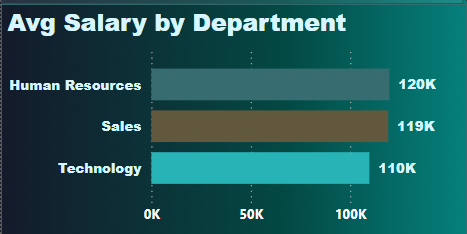 Avg Salary by Department
Human Resources 120K
Sales 119K
Technology 110K
0K 50K 100K